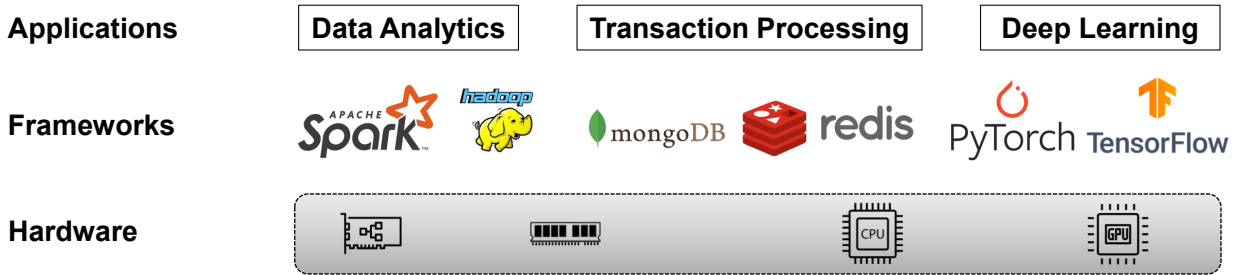 Applications
Data Analytics
Transaction Processing
Deep Learning
Frameworks
APACHE
Spark
hadoop
mongoDB
redis
PyTorch
TensorFlow
Hardware
CPU
GPU